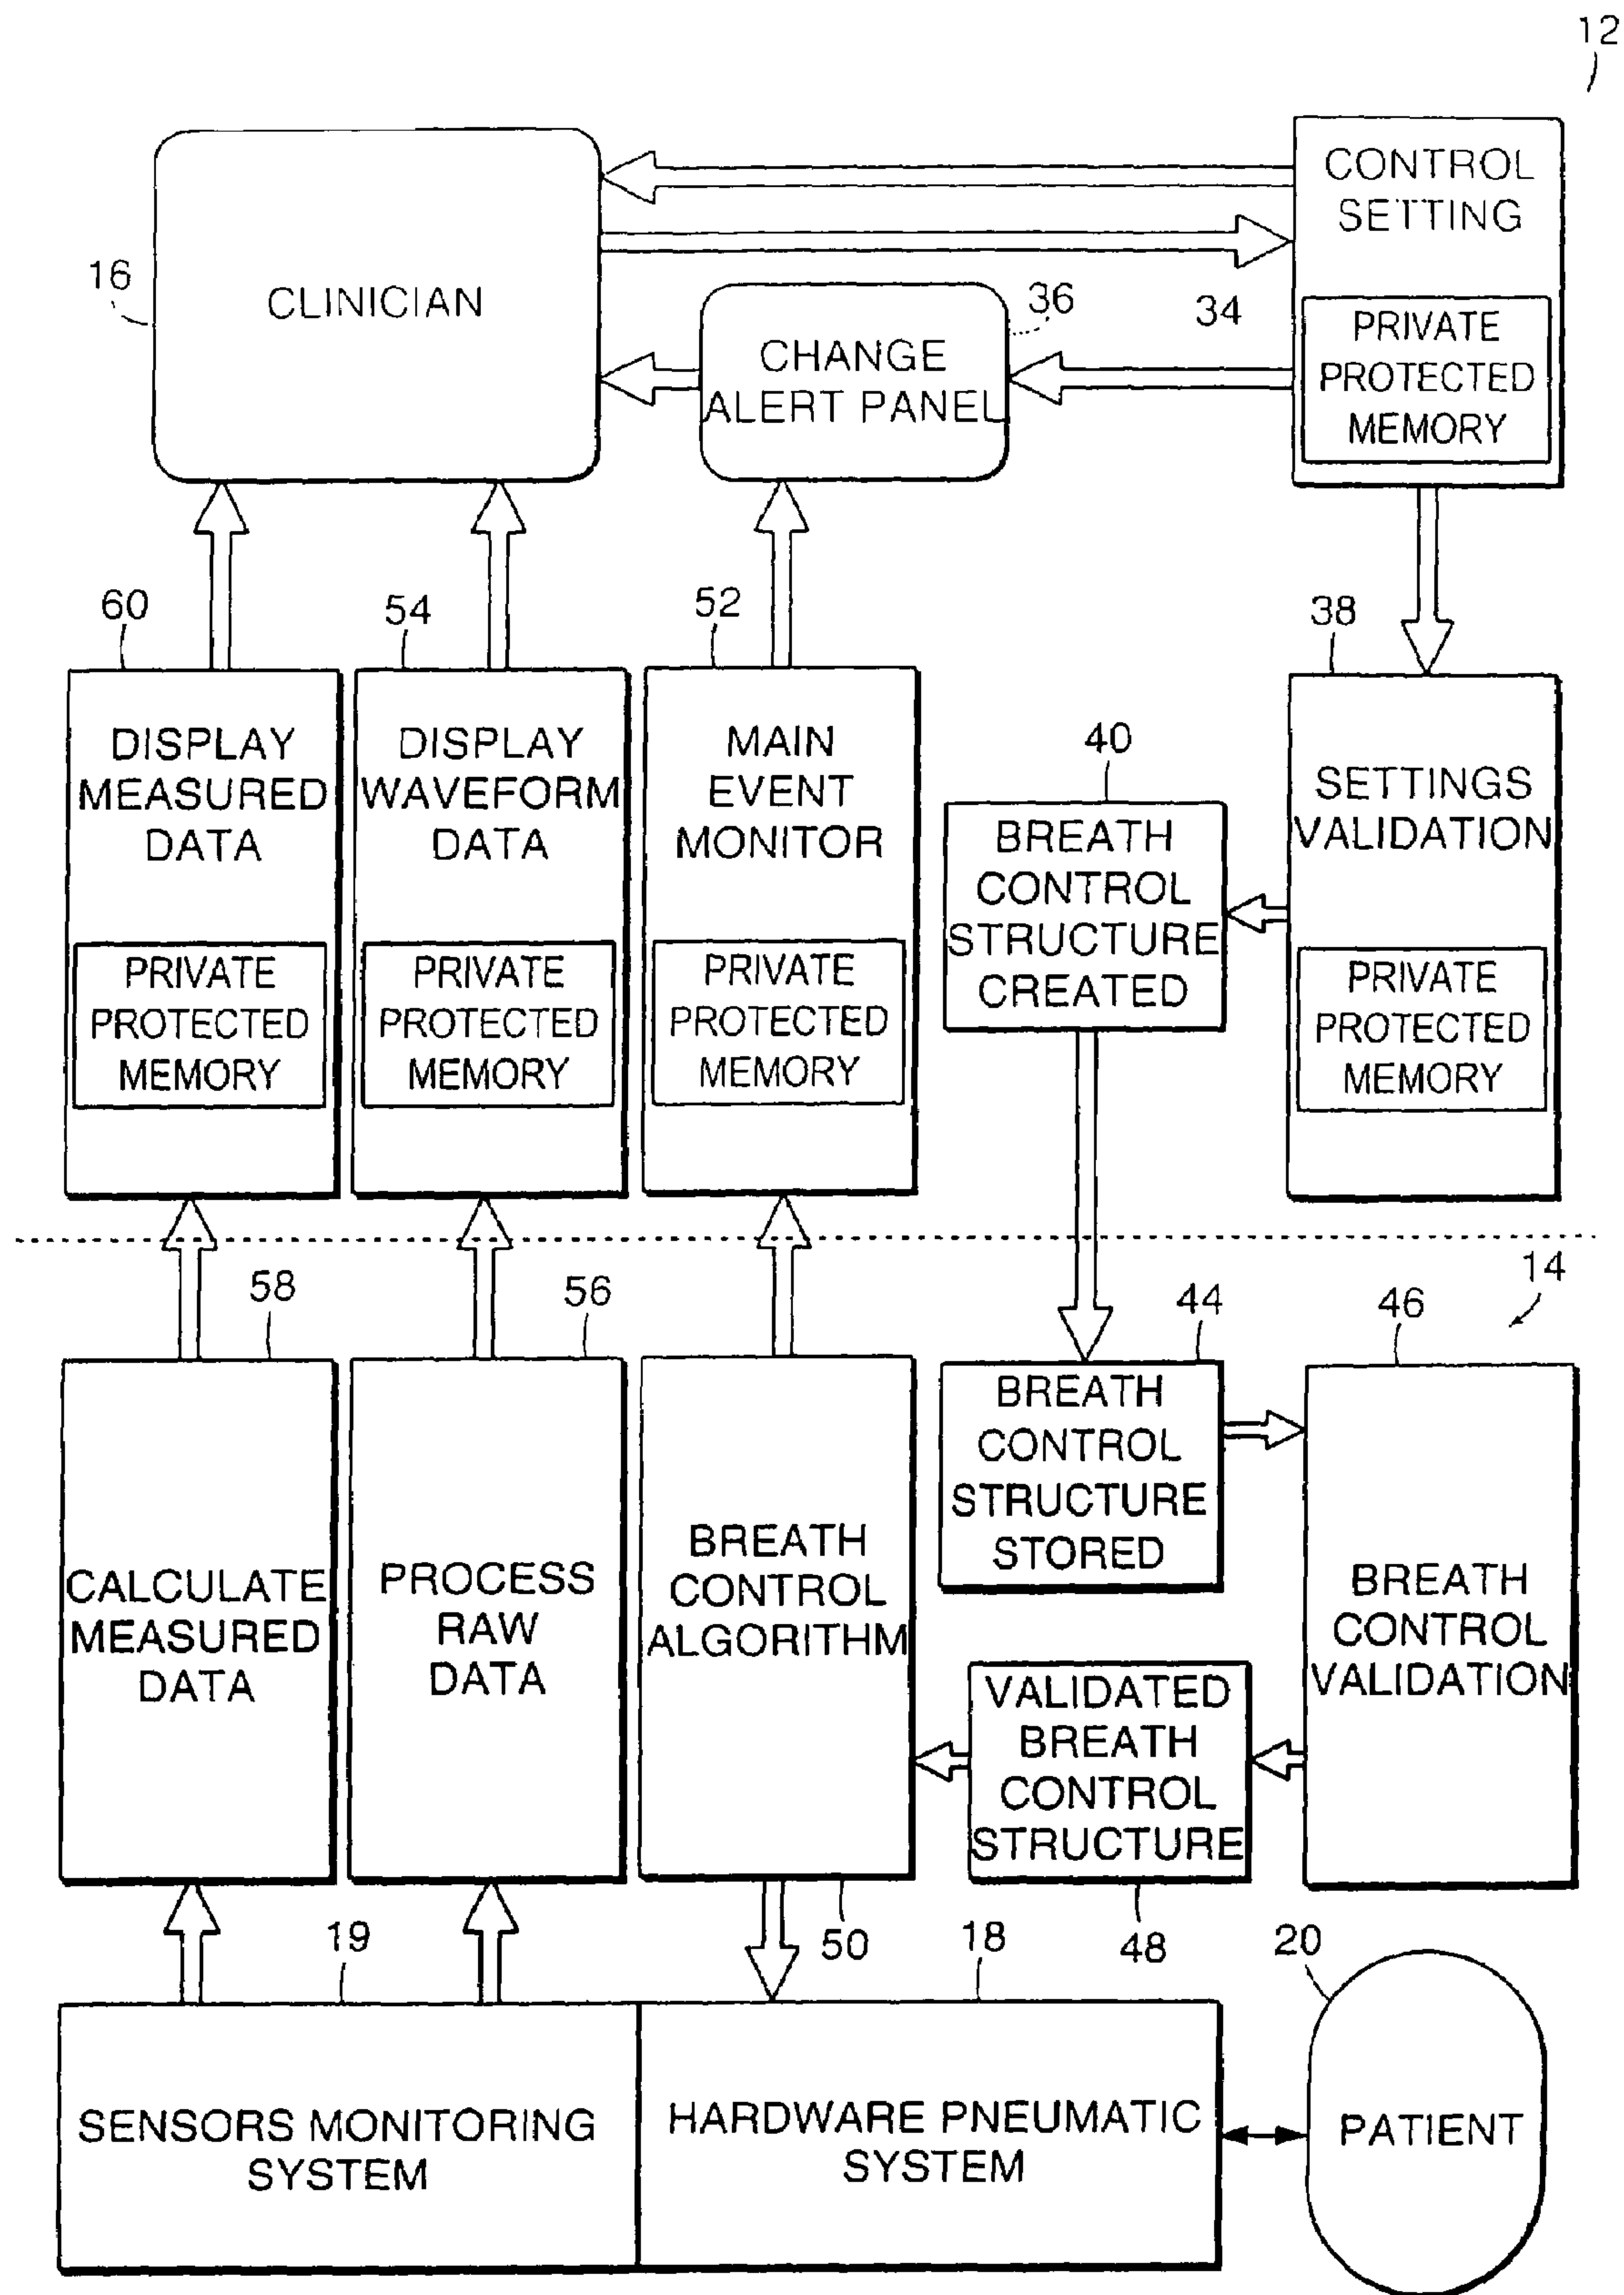 12
CONTROL
SETTING
16
CLINICIAN
36
34
CHANGE
ALERT PANEL
PRIVATE
PROTECTED
MEMORY
60
54
52
38
DISPLAY
MEASURED
DATA
DISPLAY
WAVEFORM
DATA
MAIN
EVENT
MONITOR
40
BREATH
CONTROL
STRUCTURE
CREATED
SETTINGS
VALIDATION
PRIVATE
PROTECTED
MEMORY
PRIVATE
PROTECTED
MEMORY
PRIVATE
PROTECTED
MEMORY
PRIVATE
PROTECTED
MEMORY
58
56
44
46
14
CALCULATE
MEASURED
DATA
PROCESS
RAW
DATA
BREATH
CONTROL
ALGORITHM
BREATH
CONTROL
STRUCTURE
STORED
BREATH
CONTROL
VALIDATION
VALIDATED
BREATH
CONTROL
STRUCTURE
19
50
18
48
20
SENSORS MONITORING
SYSTEM
HARDWARE PNEUMATIC
SYSTEM
PATIENT